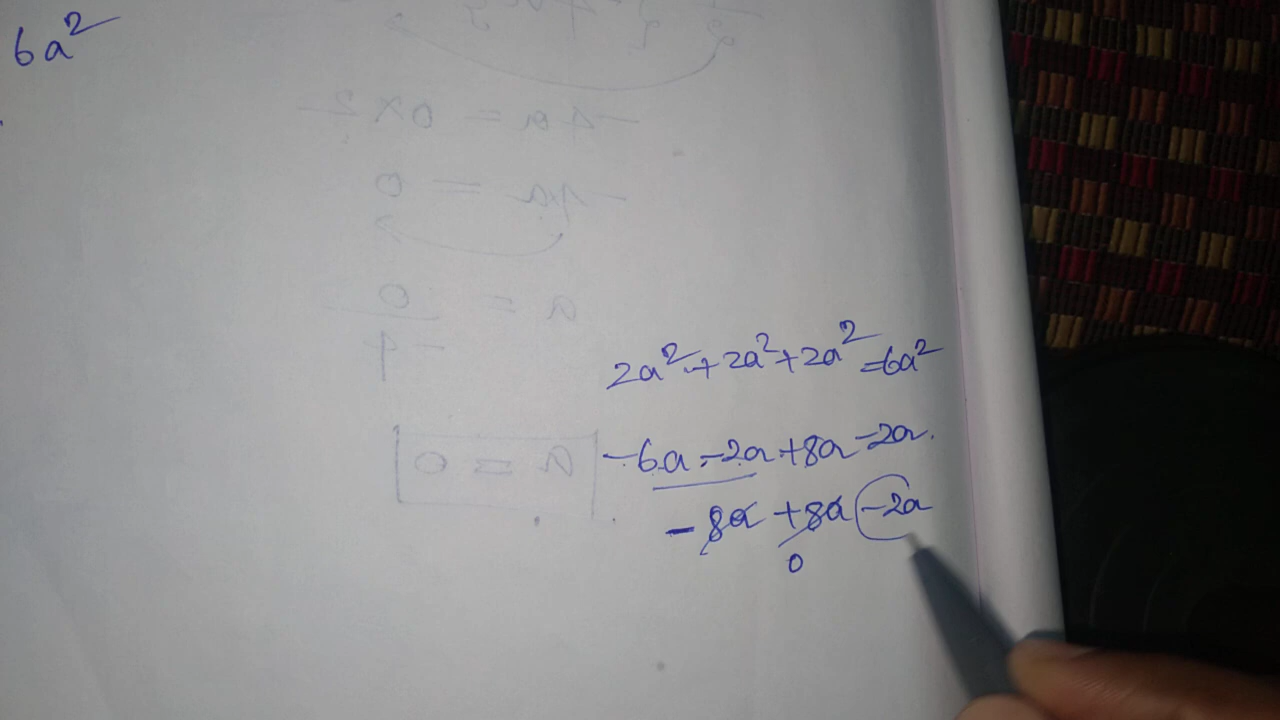 6a²
2a² + 2a² + 2a² = 6a²
-6a - 2a + 8a - 2a
- 8a + 8a - 2a
0